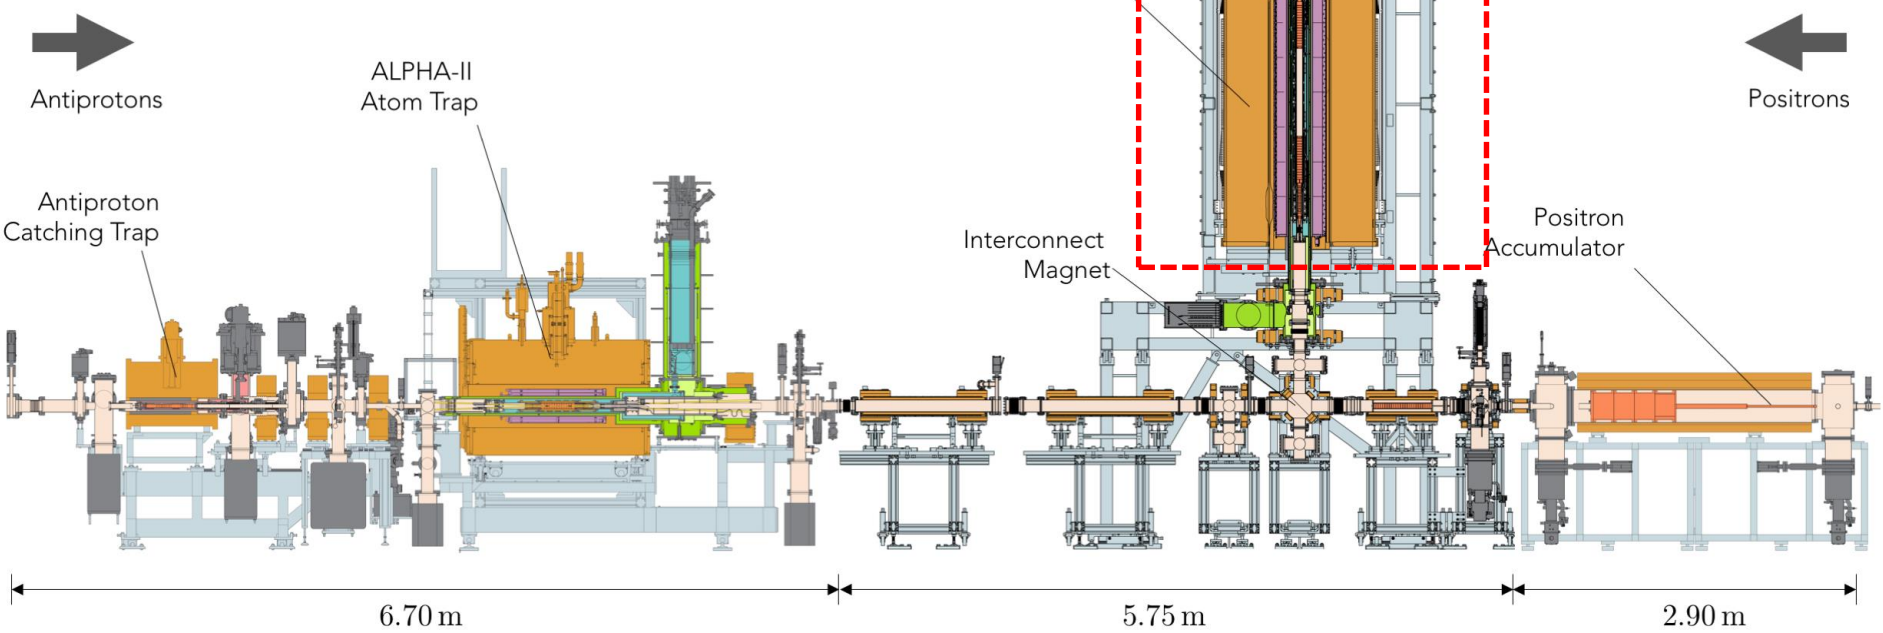 Antiprotons
ALPHA-II
Atom Trap
Antiproton
Catching Trap
Interconnect
Magnet
Positrons
Positron
Accumulator
6.70 m
5.75 m
2.90 m